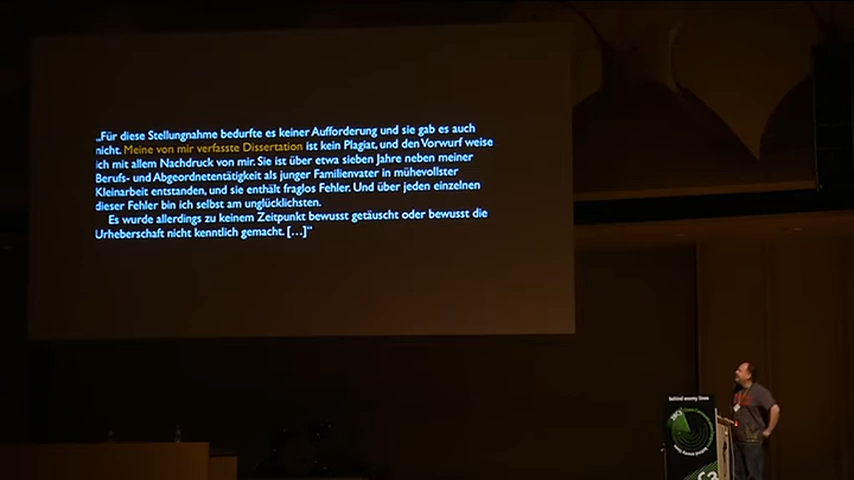 „Für diese Stellungnahme bedurfte es keiner Aufforderung und sie gab es auch
nicht. Meine von mir verfasste Dissertation ist kein Plagiat, und den Vorwurf weise
ich mit allem Nachdruck von mir. Sie ist über etwa sieben Jahre neben meiner
Berufs- und Abgeordnetentätigkeit als junger Familienvater in mühevollster
Kleinarbeit entstanden, und sie enthält fraglos Fehler. Und über jeden einzelnen
dieser Fehler bin ich selbst am unglücklichsten.
Es wurde allerdings zu keinem Zeitpunkt bewusst getäuscht oder bewusst die
Urheberschaft nicht kenntlich gemacht. […]“
behind enemy lines